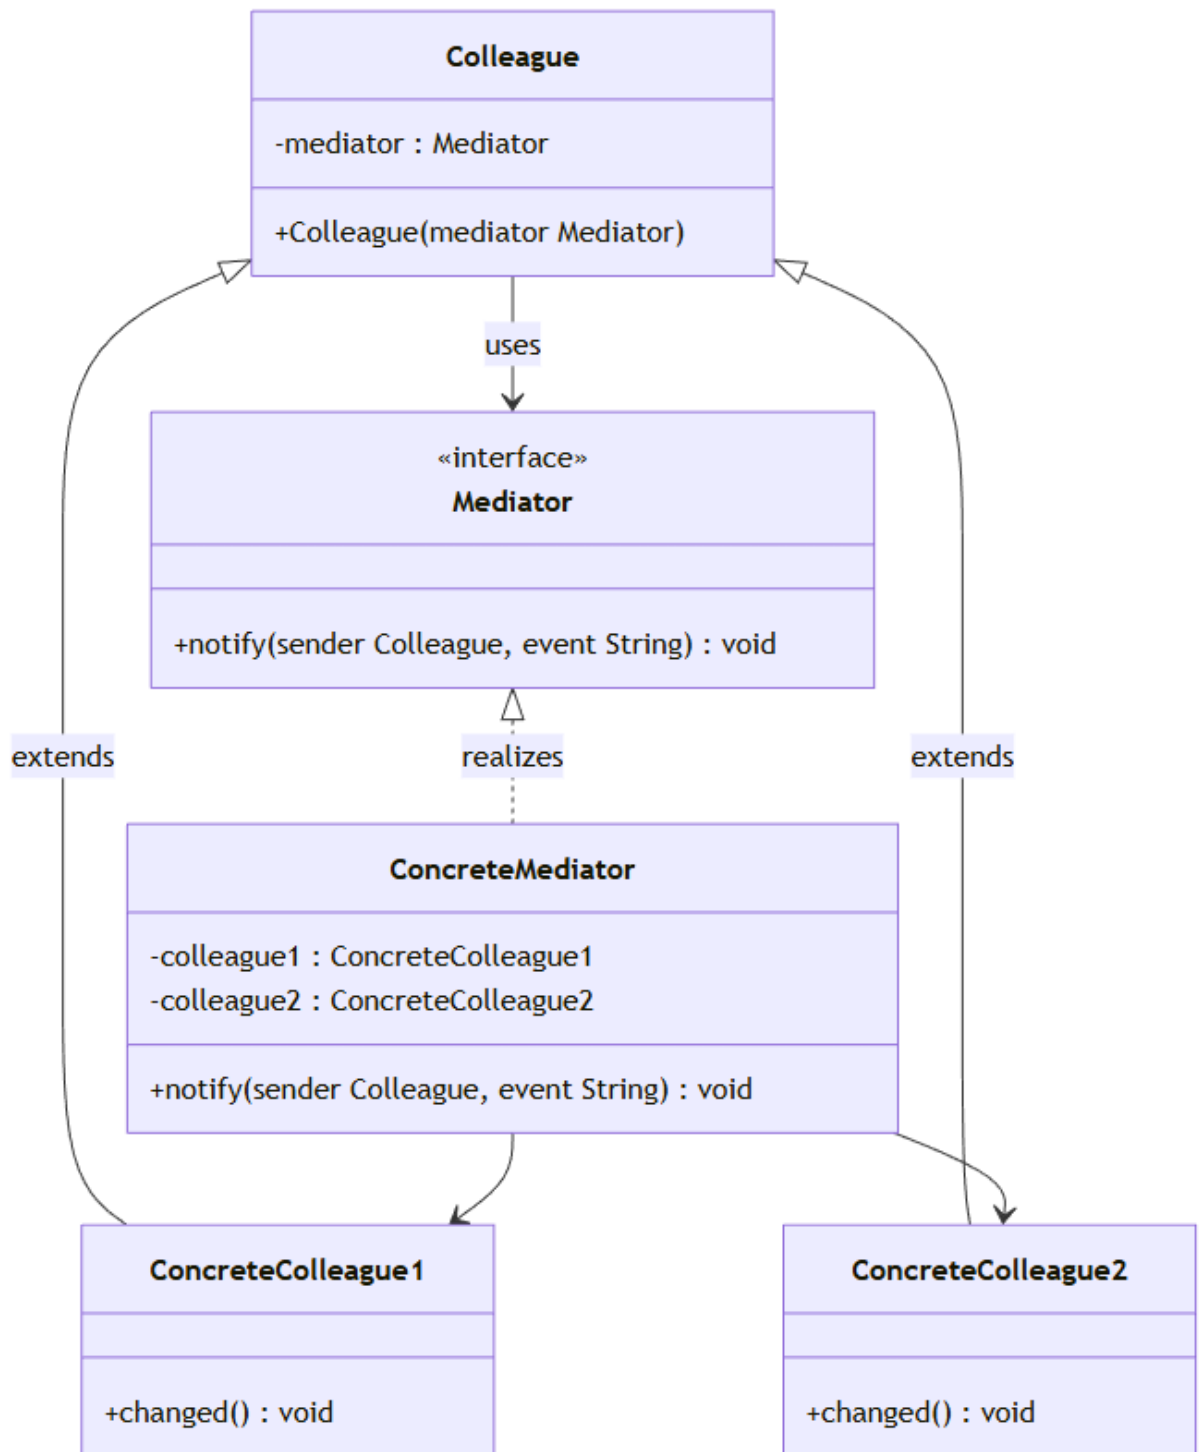 Colleague
-mediator : Mediator
+Colleague(mediator Mediator)
uses
«interface»
Mediator
+notify(sender Colleague, event String) : void
extends
realizes
extends
ConcreteMediator
-colleague1 : ConcreteColleague1
-colleague2 : ConcreteColleague2
+notify(sender Colleague, event String) : void
ConcreteColleague1
+changed() : void
ConcreteColleague2
+changed() : void